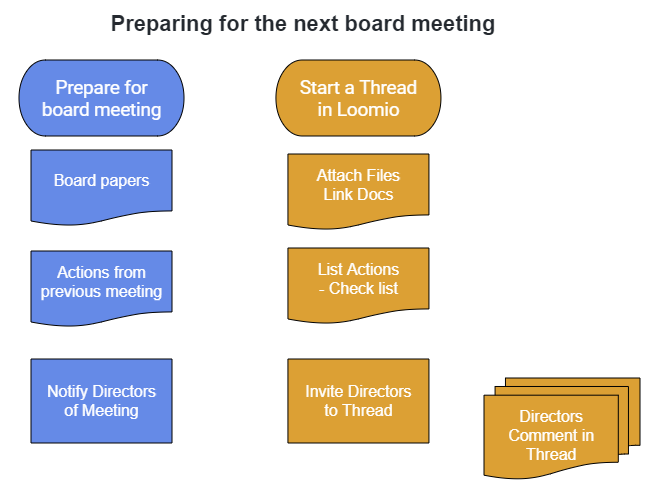 Preparing for the next board meeting
Prepare for
board meeting
Start a Thread
in Loomio
Board papers
Attach Files
Link Docs
Actions from
previous meeting
List Actions
- Check list
Notify Directors
of Meeting
Invite Directors
to Thread
Directors
Comment in
Thread